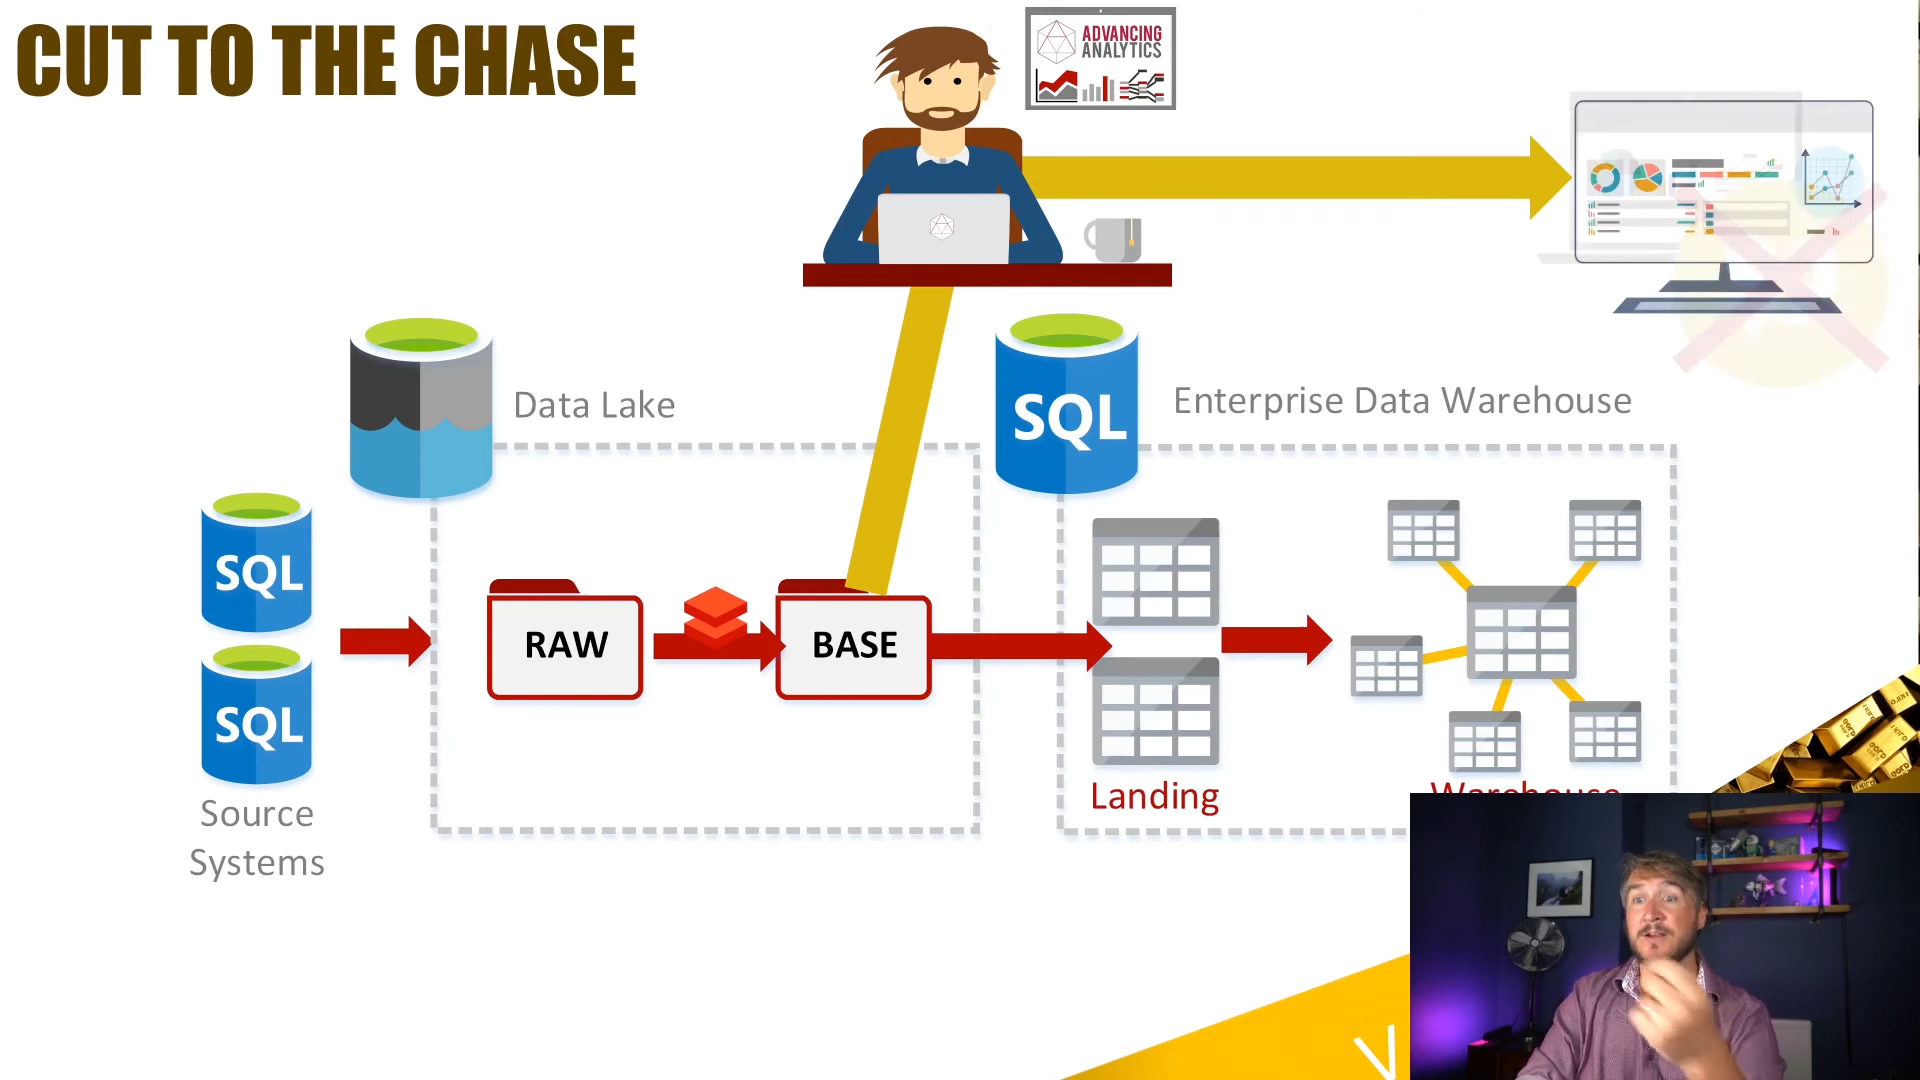 CUT TO THE CHASE
ADVANCING
ANALYTICS
Data Lake
SQL
Enterprise Data Warehouse
SQL
SQL
RAW
BASE
Landing
Warehouse
Source
Systems
V